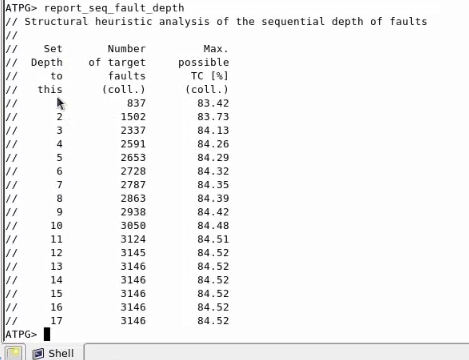 ATPG> report_seq_fault_depth
// Structural heuristic analysis of the sequential depth of faults
//
// Set Number Max.
// Depth of target possible
// to faults TC [%]
// this (coll.) (coll.)
// 837 83.42
// 2 1502 83.73
// 3 2337 84.13
// 4 2591 84.26
// 5 2653 84.29
// 6 2728 84.32
// 7 2787 84.35
// 8 2863 84.39
// 9 2938 84.42
// 10 3050 84.48
// 11 3124 84.51
// 12 3145 84.52
// 13 3146 84.52
// 14 3146 84.52
// 15 3146 84.52
// 16 3146 84.52
// 17 3146 84.52
ATPG>
Shell